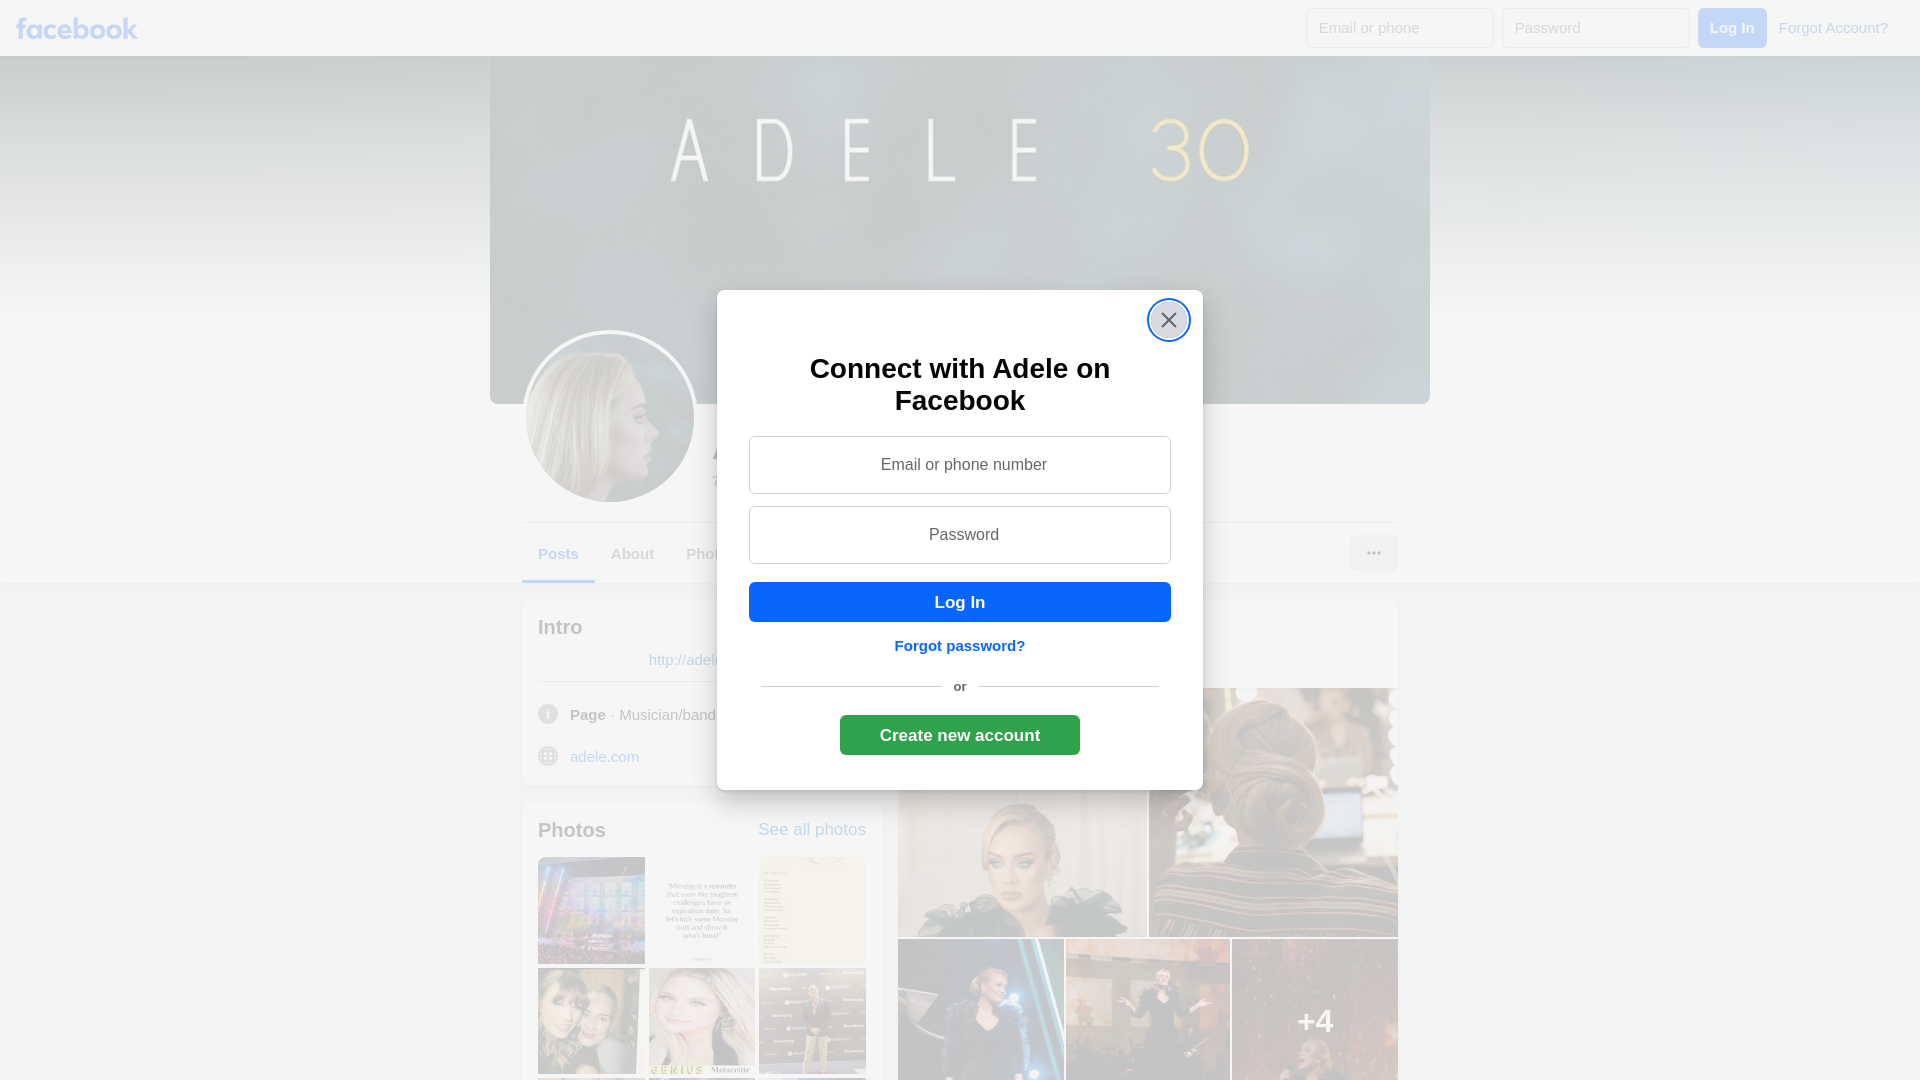 facebook
Email or phone
Password
Log In
Forgot Account?
ADELE 30
Connect with Adele on
Facebook
Email or phone number
Password
Log In
Forgot password?
or
Create new account
Posts
About
Intro
Page · Musician/band
adele.com
Photos
See all photos
"Monday is a reminder
that even the toughest
challenges have an
expiration date. So,
let's kick some Monday
butt and show it
who's boss!"
GENIUS
Metacritic
+4